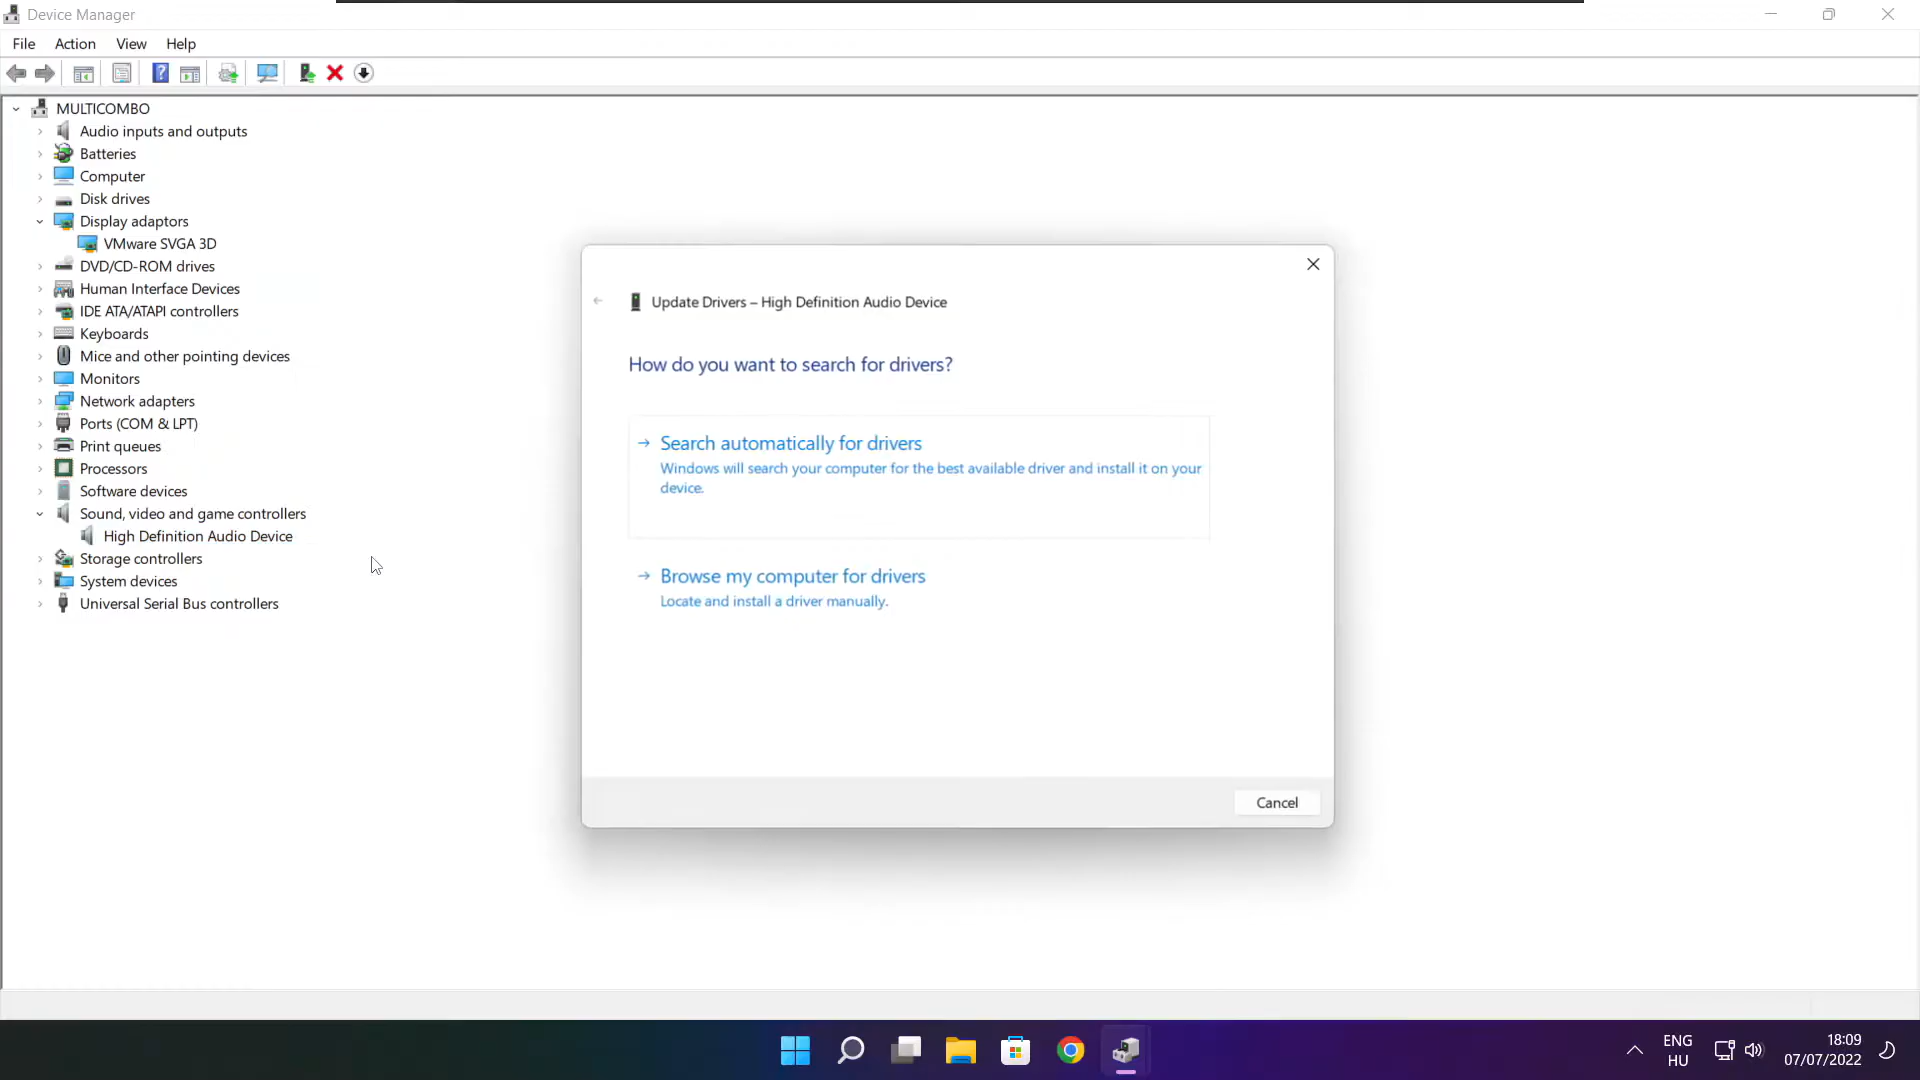 Device Manager
File Action View Help
MULTICOMBO
Audio inputs and outputs
Batteries
Computer
Disk drives
Display adaptors
VMware SVGA 3D
DVD/CD-ROM drives
Human Interface Devices
IDE ATA/ATAPI controllers
Keyboards
Mice and other pointing devices
Monitors
Network adapters
Ports (COM & LPT)
Print queues
Processors
Software devices
Sound, video and game controllers
High Definition Audio Device
Storage controllers
System devices
Universal Serial Bus controllers
Update Drivers – High Definition Audio Device
How do you want to search for drivers?
Search automatically for drivers
Windows will search your computer for the best available driver and install it on your
device.
Browse my computer for drivers
Locate and install a driver manually.
Cancel
ENG
HU
18:09
07/07/2022